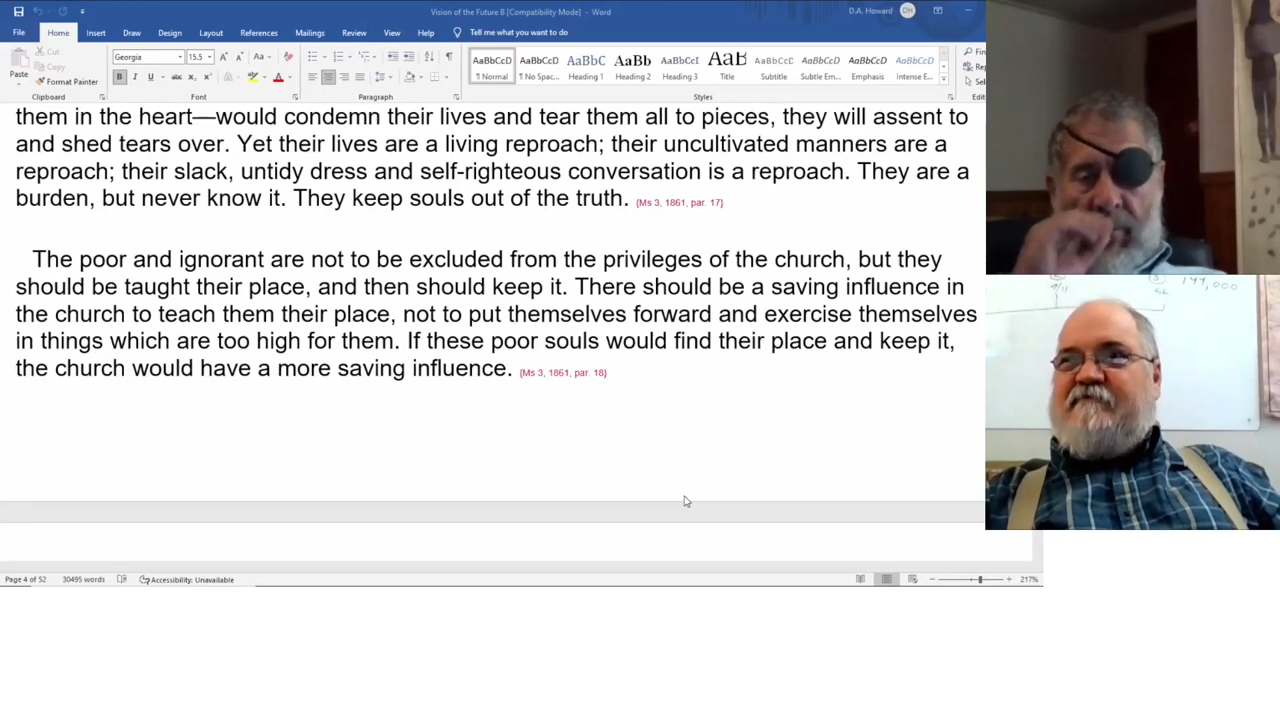 Vision of the Future B [Compatibility Mode] - Word
D.A. Howard DH
File Home Insert Draw Design Layout References Mailings Review View Help Tell me what you want to do
Cut
Copy
Format Painter
Paste
Georgia 15.5
AaBbCcD AaBbCcD AaBbC AaBb AaBbCcI AaB AaBbCcD AaBbCcD AaBbCcD AaBbCcD
¶ Normal ¶ No Spac... Heading 1 Heading 2 Heading 3 Title Subtitle Subtle Em... Emphasis Intense E...
Clipboard Font Paragraph Styles
them in the heart—would condemn their lives and tear them all to pieces, they will assent to
and shed tears over. Yet their lives are a living reproach; their uncultivated manners are a
reproach; their slack, untidy dress and self-righteous conversation is a reproach. They are a
burden, but never know it. They keep souls out of the truth. {Ms 3, 1861, par. 17}
The poor and ignorant are not to be excluded from the privileges of the church, but they
should be taught their place, and then should keep it. There should be a saving influence in
the church to teach them their place, not to put themselves forward and exercise themselves
in things which are too high for them. If these poor souls would find their place and keep it,
the church would have a more saving influence. {Ms 3, 1861, par. 18}
Page 4 of 52 30495 words Accessibility: Unavailable 217%
144,000
9/11